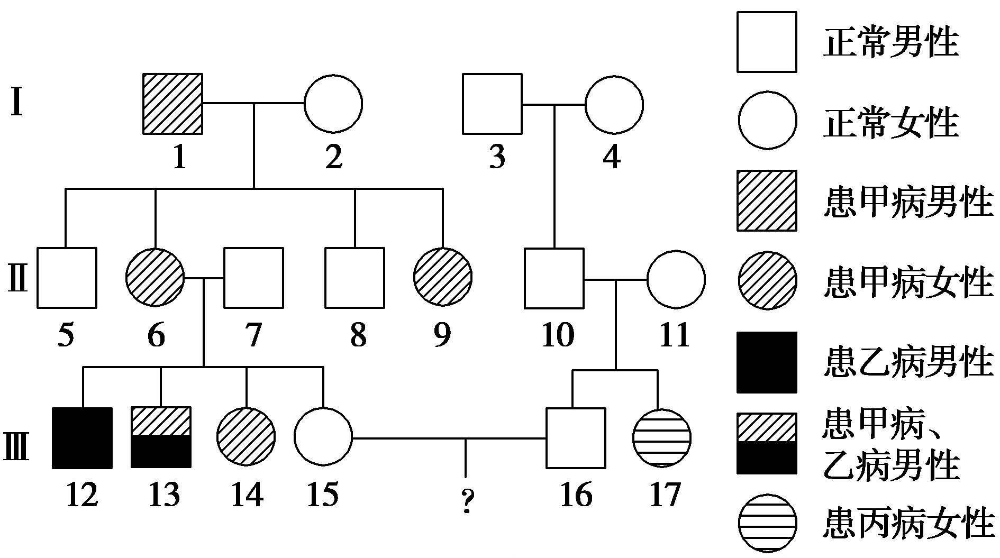 Ⅰ
1 2 3 4
Ⅱ
5 6 7 8 9 10 11
Ⅲ
12 13 14 15 ? 16 17
正常男性
正常女性
患甲病男性
患甲病女性
患乙病男性
患甲病、
乙病男性
患丙病女性